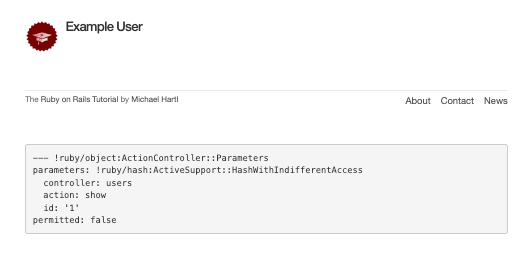 Example User
The Ruby on Rails Tutorial by Michael Hartl
About Contact News
--- !ruby/object:ActionController::Parameters
parameters: !ruby/hash:ActiveSupport::HashWithIndifferentAccess
  controller: users
  action: show
  id: '1'
permitted: false